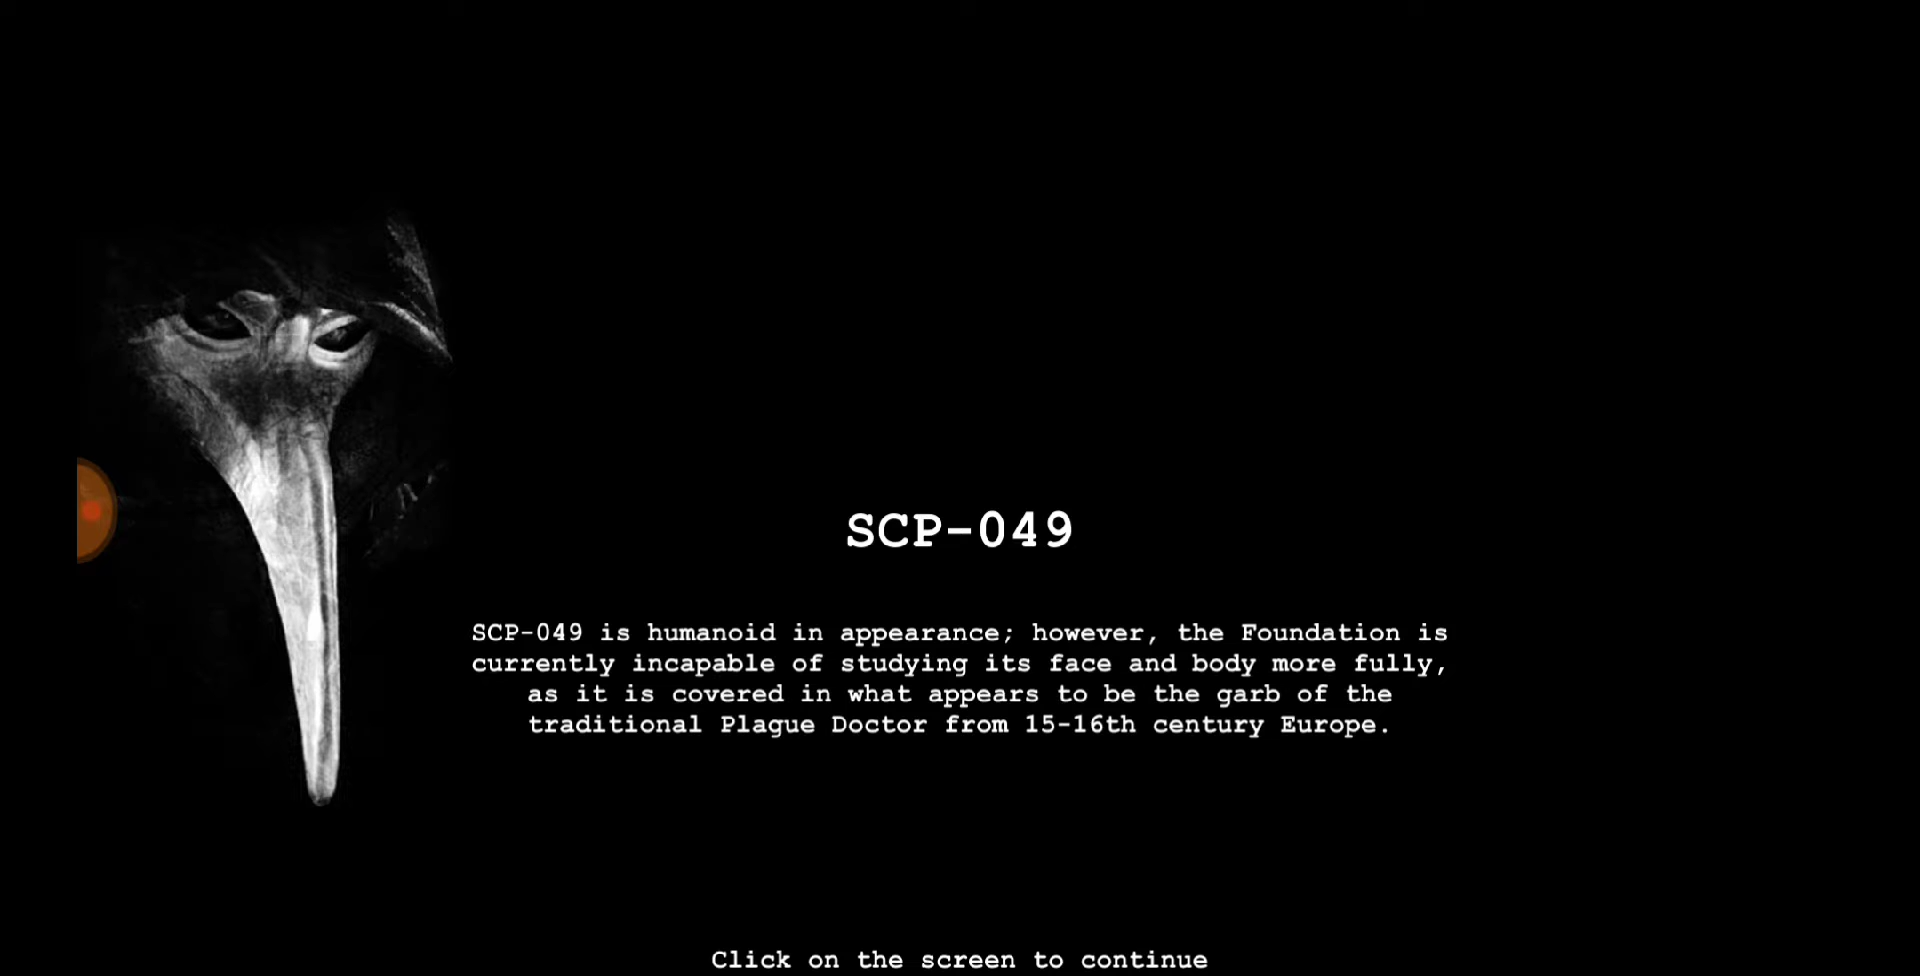 SCP-049
SCP-049 is humanoid in appearance; however, the Foundation is
currently incapable of studying its face and body more fully,
as it is covered in what appears to be the garb of the
traditional Plague Doctor from 15-16th century Europe.
Click on the screen to continue